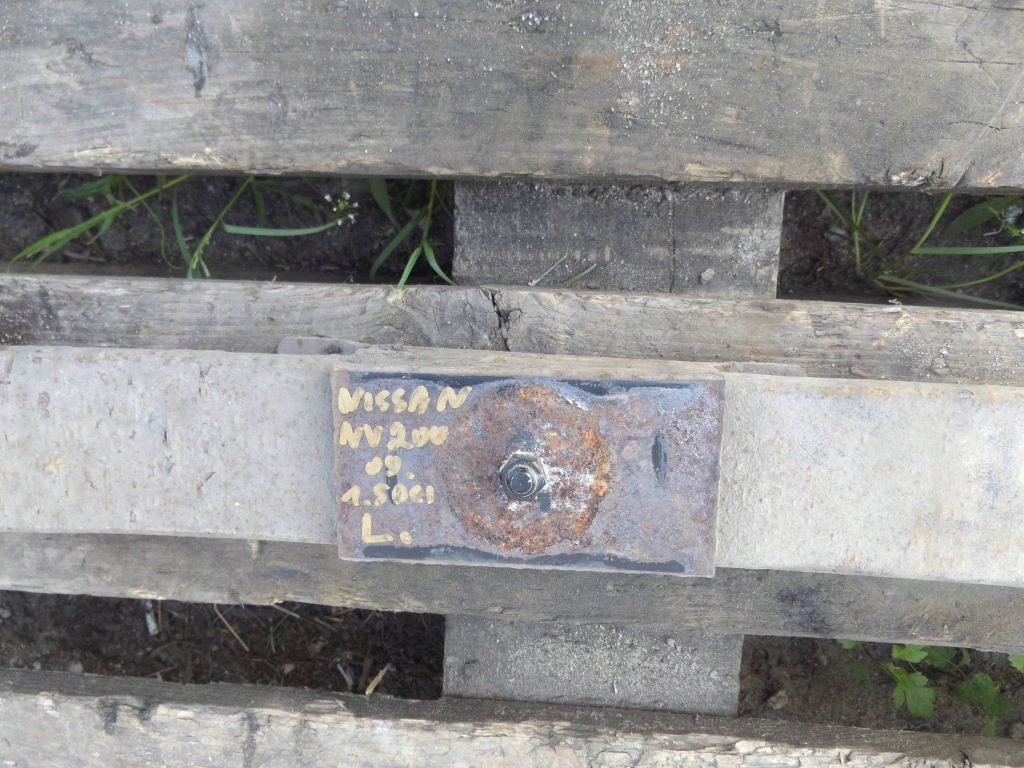 NISSAN
NV200
09.
1.5DCI
L.